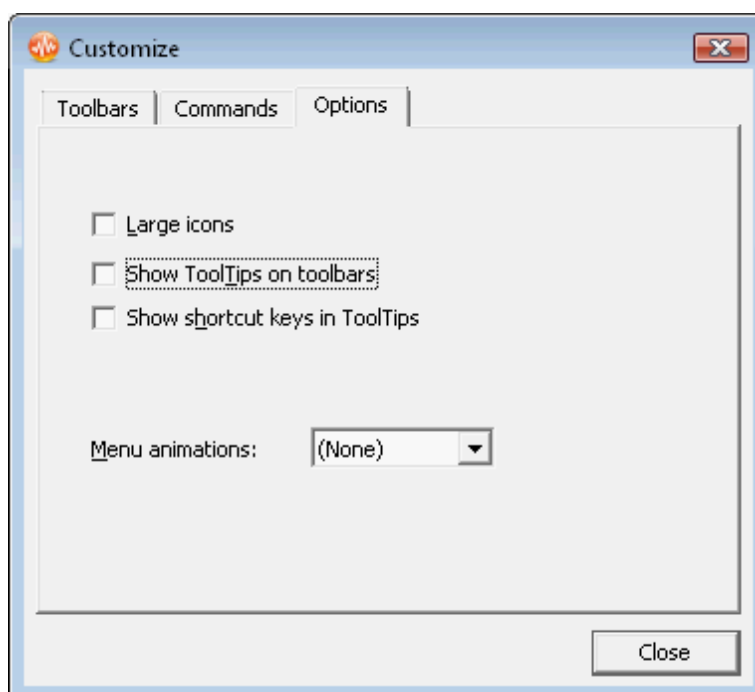 Customize
Toolbars Commands Options
Large icons
Show ToolTips on toolbars
Show shortcut keys in ToolTips
Menu animations: (None)
Close